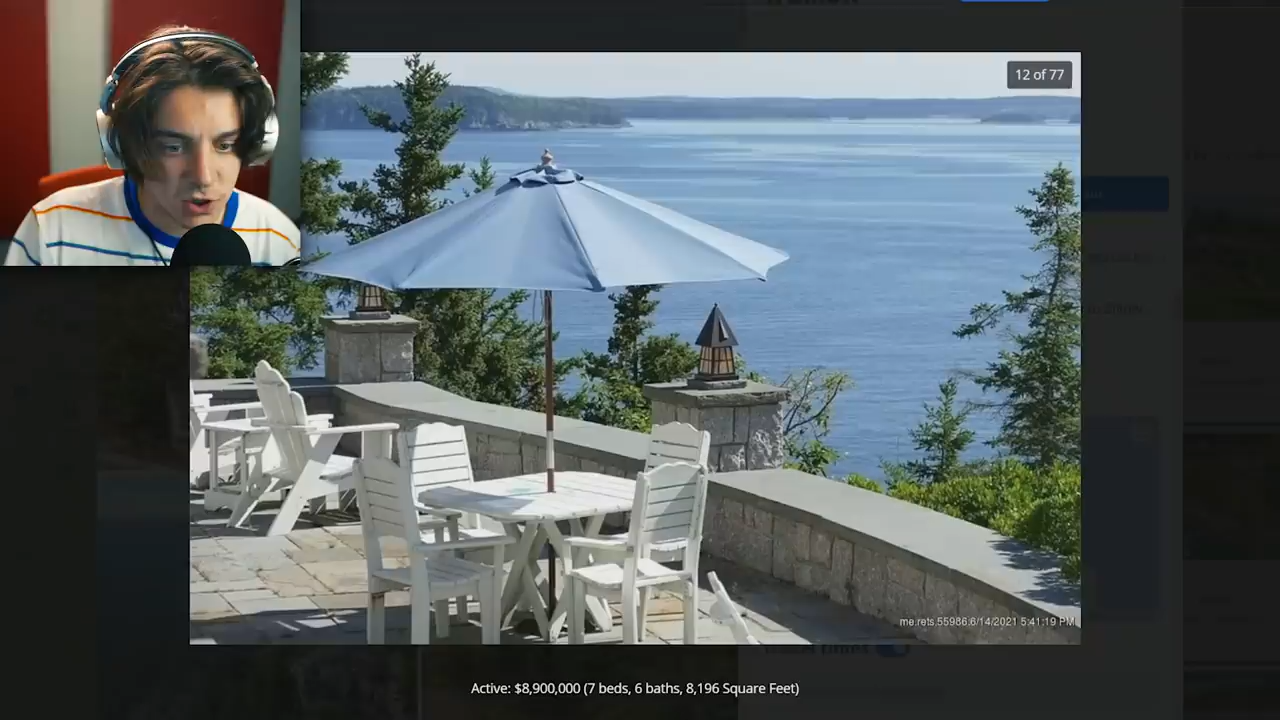 12 of 77
me.rets.55986:6/14/2021 5:41:19 PM
Active: $8,900,000 (7 beds, 6 baths, 8,196 Square Feet)